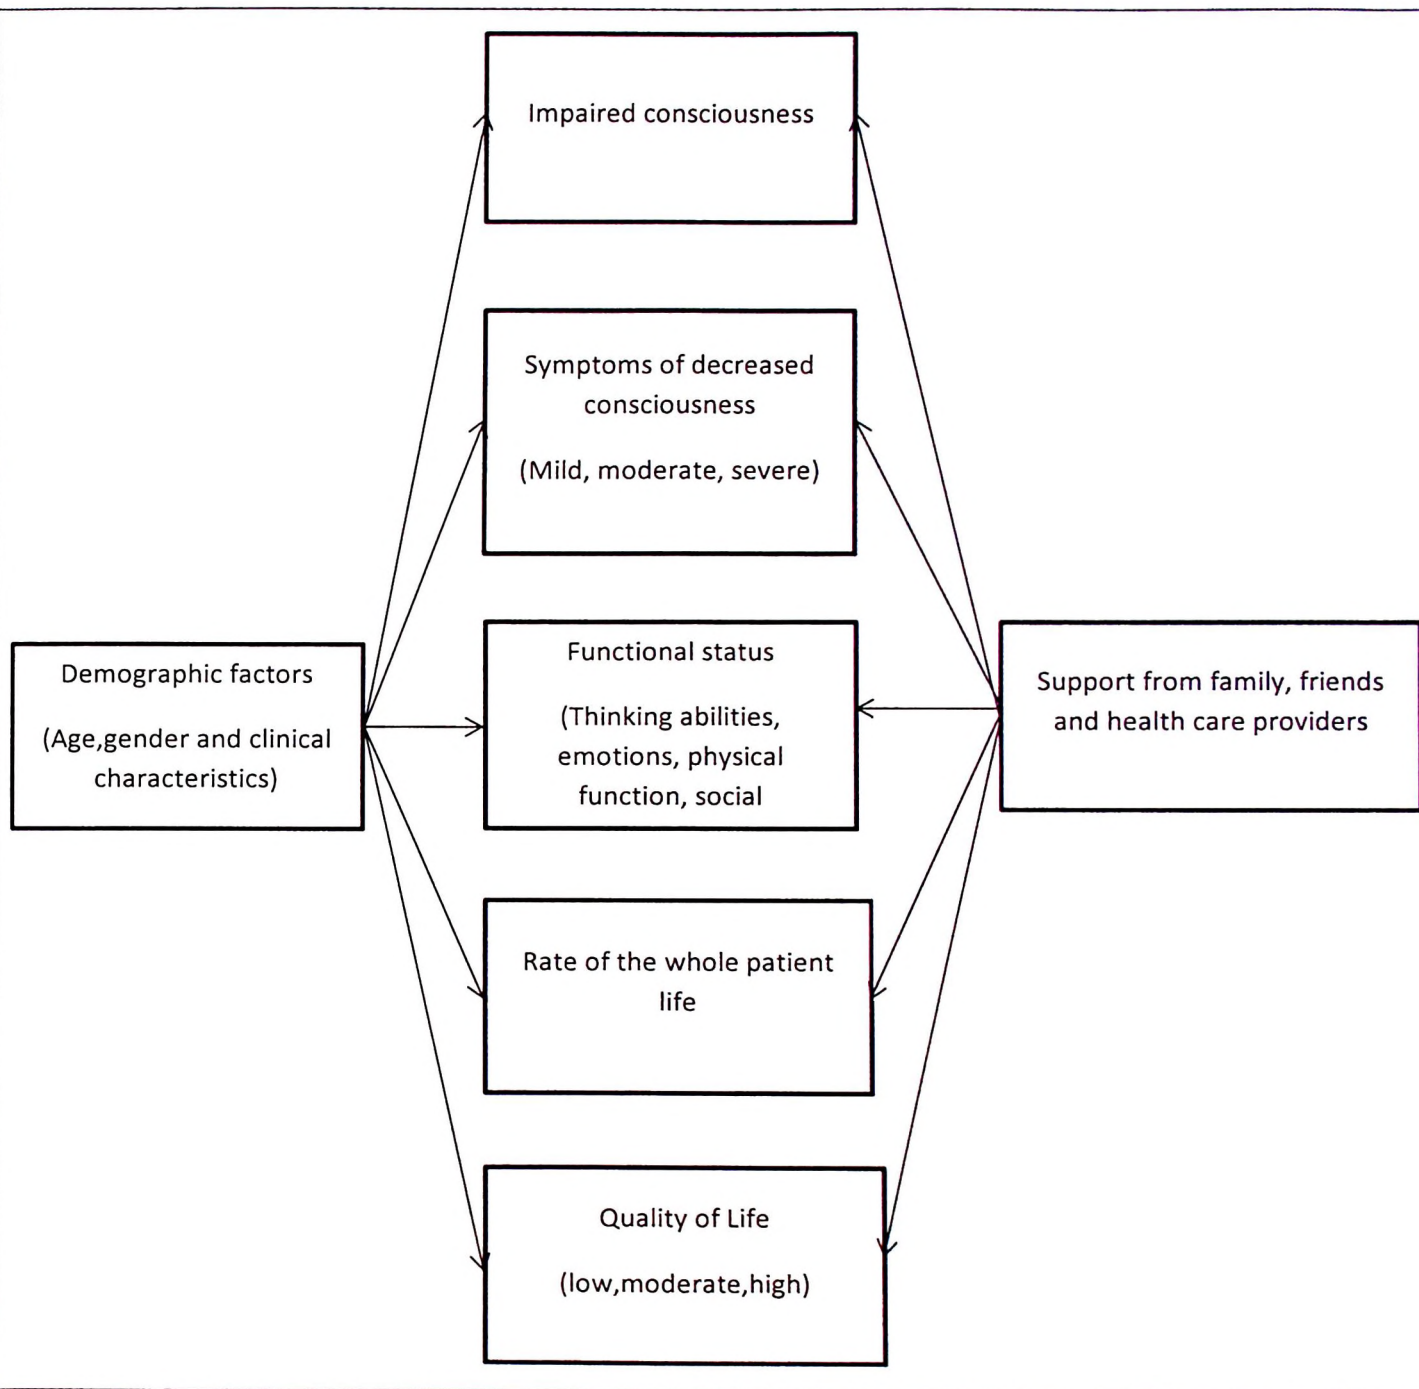 Impaired consciousness
Symptoms of decreased
consciousness
(Mild, moderate, severe)
Demographic factors
(Age,gender and clinical
characteristics)
Functional status
(Thinking abilities,
emotions, physical
function, social
Support from family, friends
and health care providers
Rate of the whole patient
life
Quality of Life
(low,moderate,high)